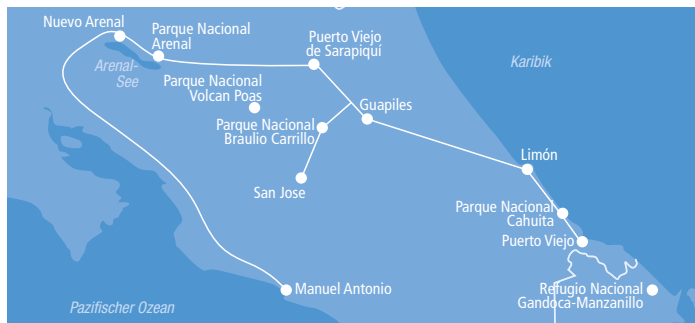 Nuevo Arenal
Parque Nacional
Arenal
Puerto Viejo
de Sarapiquí
Arenal-
See
Karibik
Parque Nacional
Volcan Poas
Guapiles
Parque Nacional
Braulio Carrillo
Limón
San Jose
Parque Nacional
Cahuita
Puerto Viejo
Manuel Antonio
Refugio Nacional
Gandoca-Manzanillo
Pazifischer Ozean